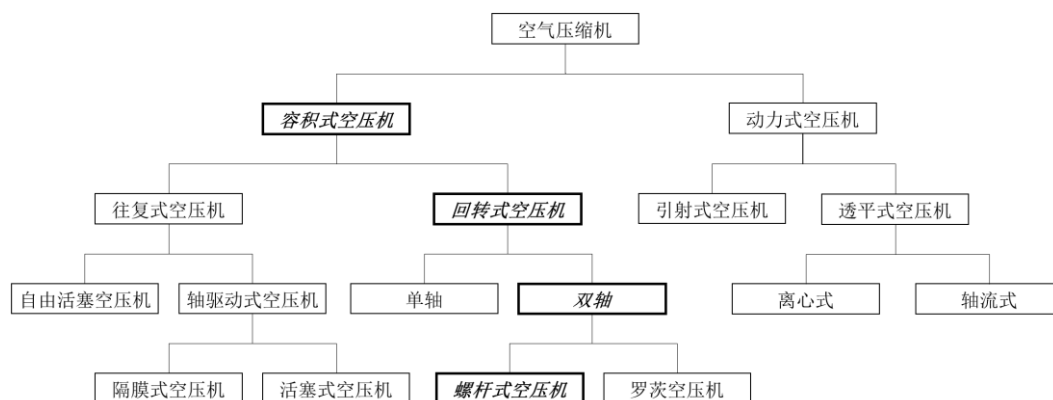 空气压缩机
容积式空压机
动力式空压机
往复式空压机
回转式空压机
引射式空压机
透平式空压机
自由活塞空压机
轴驱动式空压机
单轴
双轴
离心式
轴流式
隔膜式空压机
活塞式空压机
螺杆式空压机
罗茨空压机